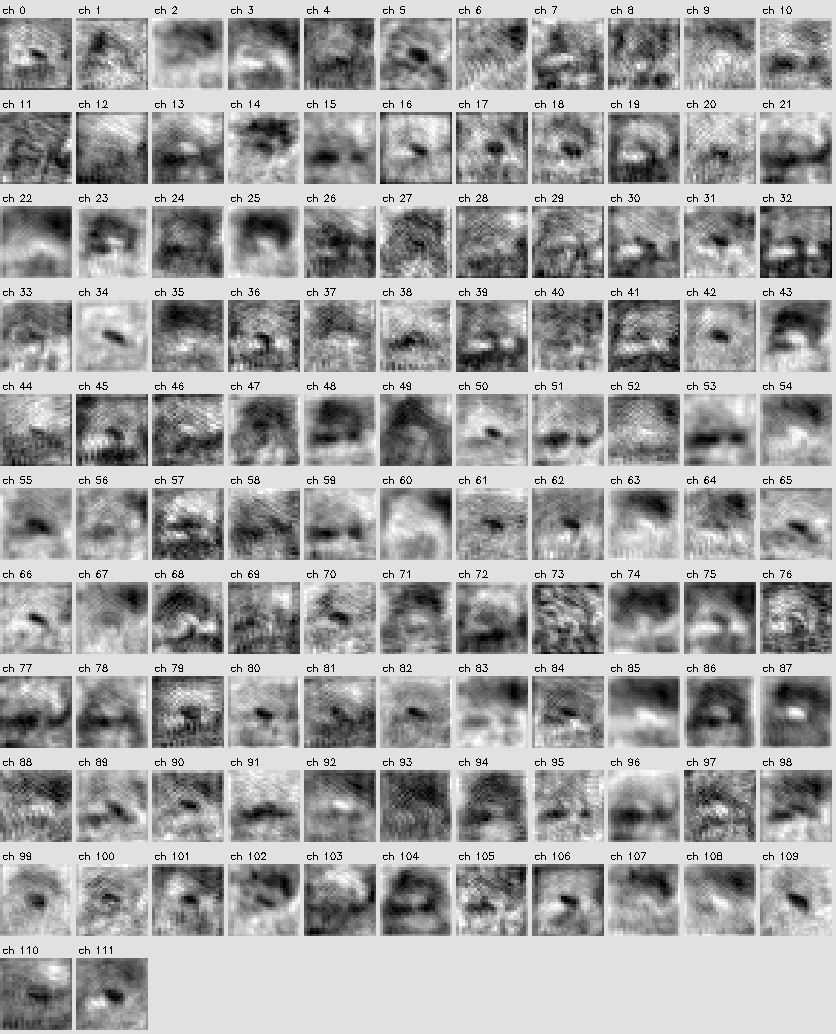 ch 0 ch 1 ch 2 ch 3 ch 4 ch 5 ch 6 ch 7 ch 8 ch 9 ch 10
ch 11 ch 12 ch 13 ch 14 ch 15 ch 16 ch 17 ch 18 ch 19 ch 20 ch 21
ch 22 ch 23 ch 24 ch 25 ch 26 ch 27 ch 28 ch 29 ch 30 ch 31 ch 32
ch 33 ch 34 ch 35 ch 36 ch 37 ch 38 ch 39 ch 40 ch 41 ch 42 ch 43
ch 44 ch 45 ch 46 ch 47 ch 48 ch 49 ch 50 ch 51 ch 52 ch 53 ch 54
ch 55 ch 56 ch 57 ch 58 ch 59 ch 60 ch 61 ch 62 ch 63 ch 64 ch 65
ch 66 ch 67 ch 68 ch 69 ch 70 ch 71 ch 72 ch 73 ch 74 ch 75 ch 76
ch 77 ch 78 ch 79 ch 80 ch 81 ch 82 ch 83 ch 84 ch 85 ch 86 ch 87
ch 88 ch 89 ch 90 ch 91 ch 92 ch 93 ch 94 ch 95 ch 96 ch 97 ch 98
ch 99 ch 100 ch 101 ch 102 ch 103 ch 104 ch 105 ch 106 ch 107 ch 108 ch 109
ch 110 ch 111